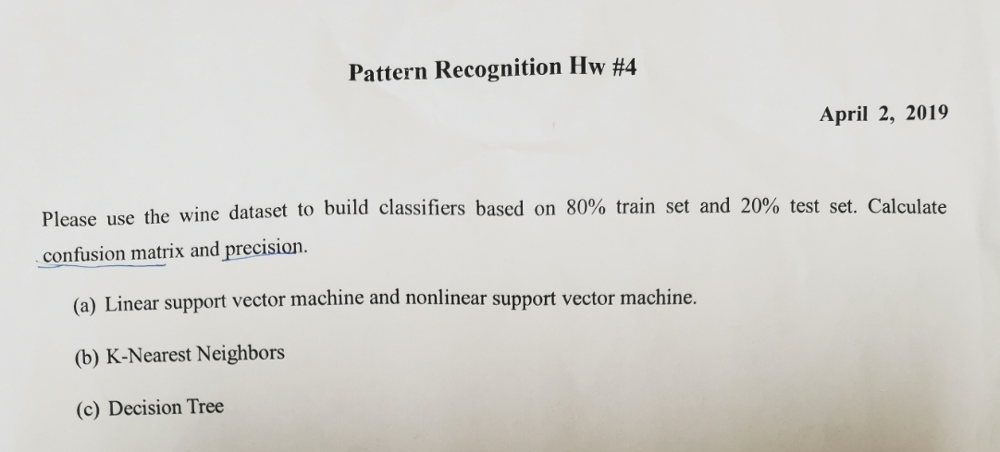 Pattern Recognition Hw #4
April 2, 2019
Please use the wine dataset to build classifiers based on 80% train set and 20% test set. Calculate
confusion matrix and precision.
(a) Linear support vector machine and nonlinear support vector machine.
(b) K-Nearest Neighbors
(c) Decision Tree